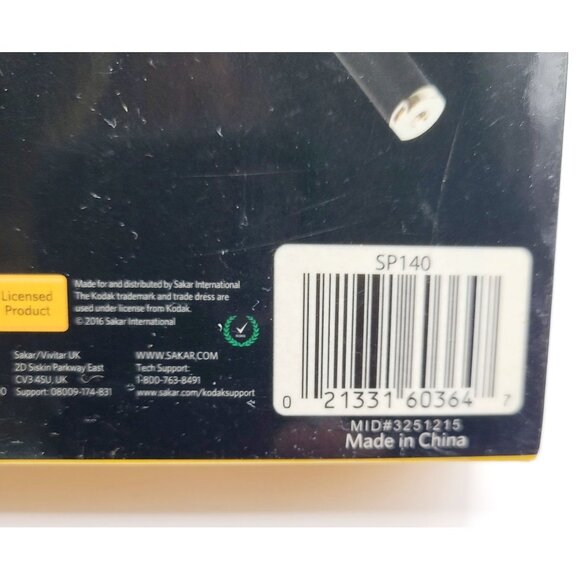 Licensed
Product
Made for and distributed by Sakar International
The Kodak trademark and trade dress are
used under license from Kodak.
© 2016 Sakar International
Sakar/Vivitar UK
2D Siskin Parkway East
CV3 4SU, UK
Support: 08009-174-831
WWW.SAKAR.COM
Tech Support:
1-800-763-8491
www.sakar.com/kodaksupport
SP140
0 21331 60364 7
MID#3251215
Made in China